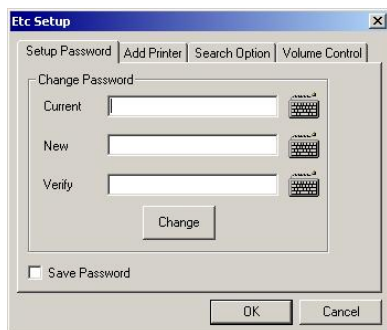 Etc Setup
Setup Password Add Printer Search Option Volume Control
Change Password
Current
New
Verify
Change
Save Password
OK Cancel